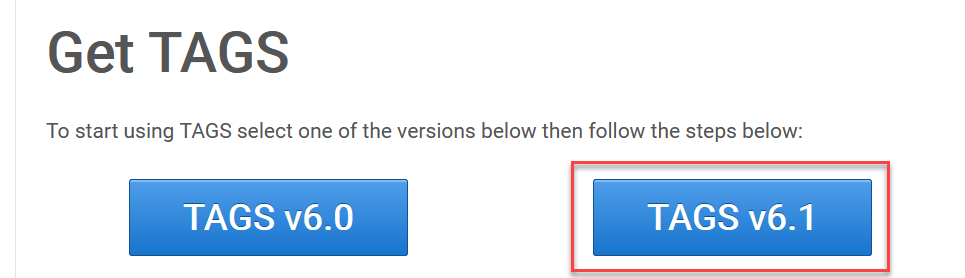 Get TAGS
To start using TAGS select one of the versions below then follow the steps below:
TAGS v6.0
TAGS v6.1